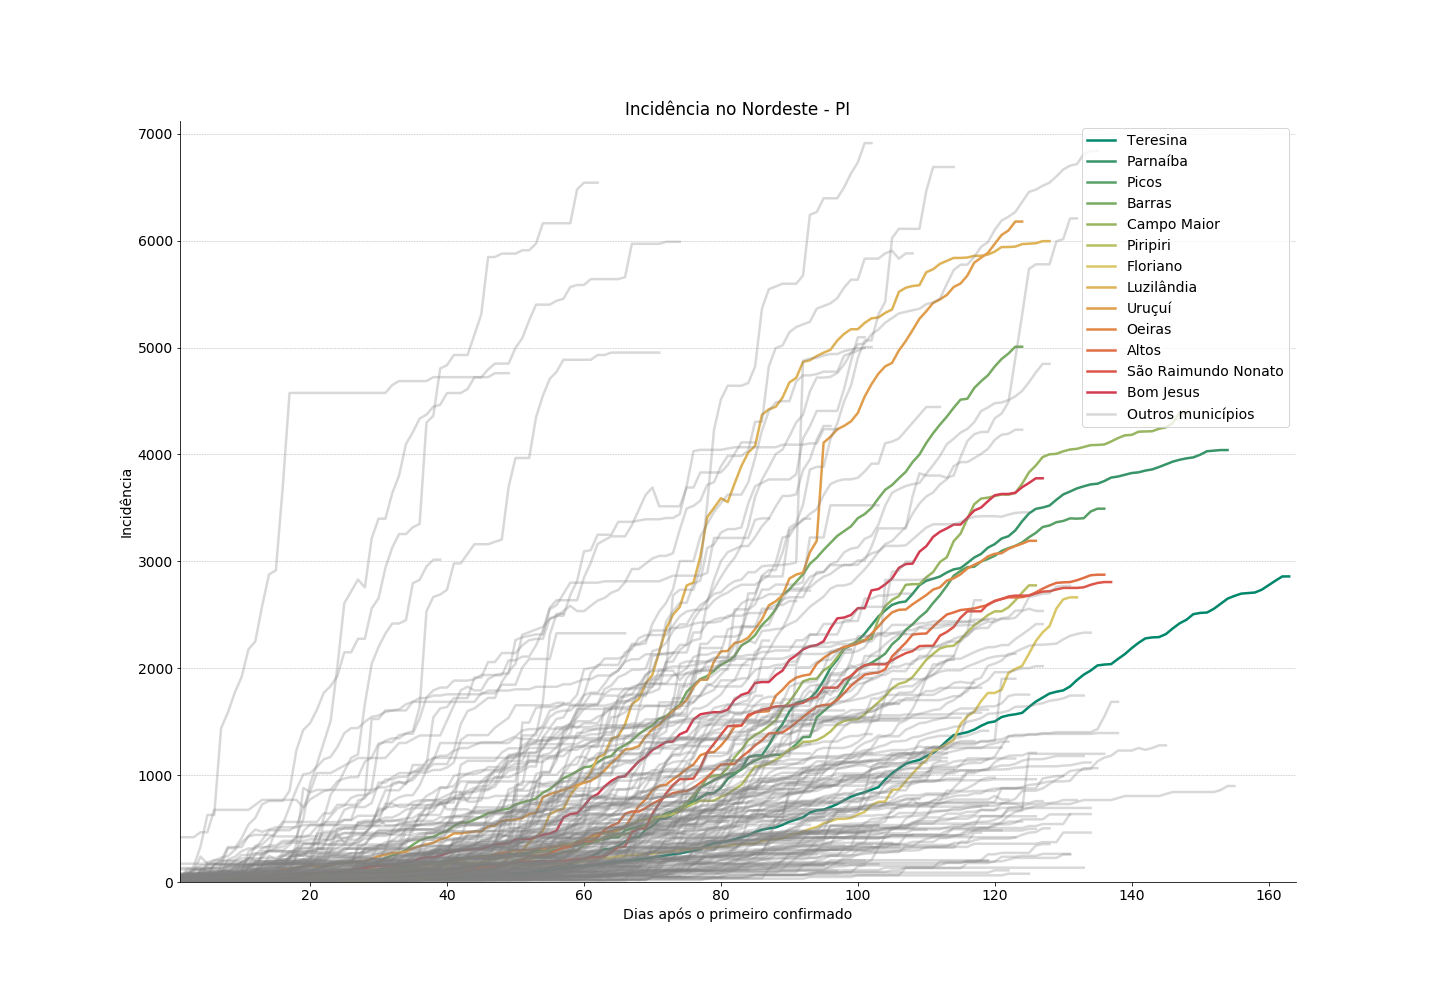 Incidência no Nordeste - PI
7000
6000
5000
4000
3000
2000
1000
0
Incidência
20
40
60
80
100
120
140
160
Dias após o primeiro confirmado
Teresina
Parnaíba
Picos
Barras
Campo Maior
Piripiri
Floriano
Luzilândia
Uruçuí
Oeiras
Altos
São Raimundo Nonato
Bom Jesus
Outros municípios